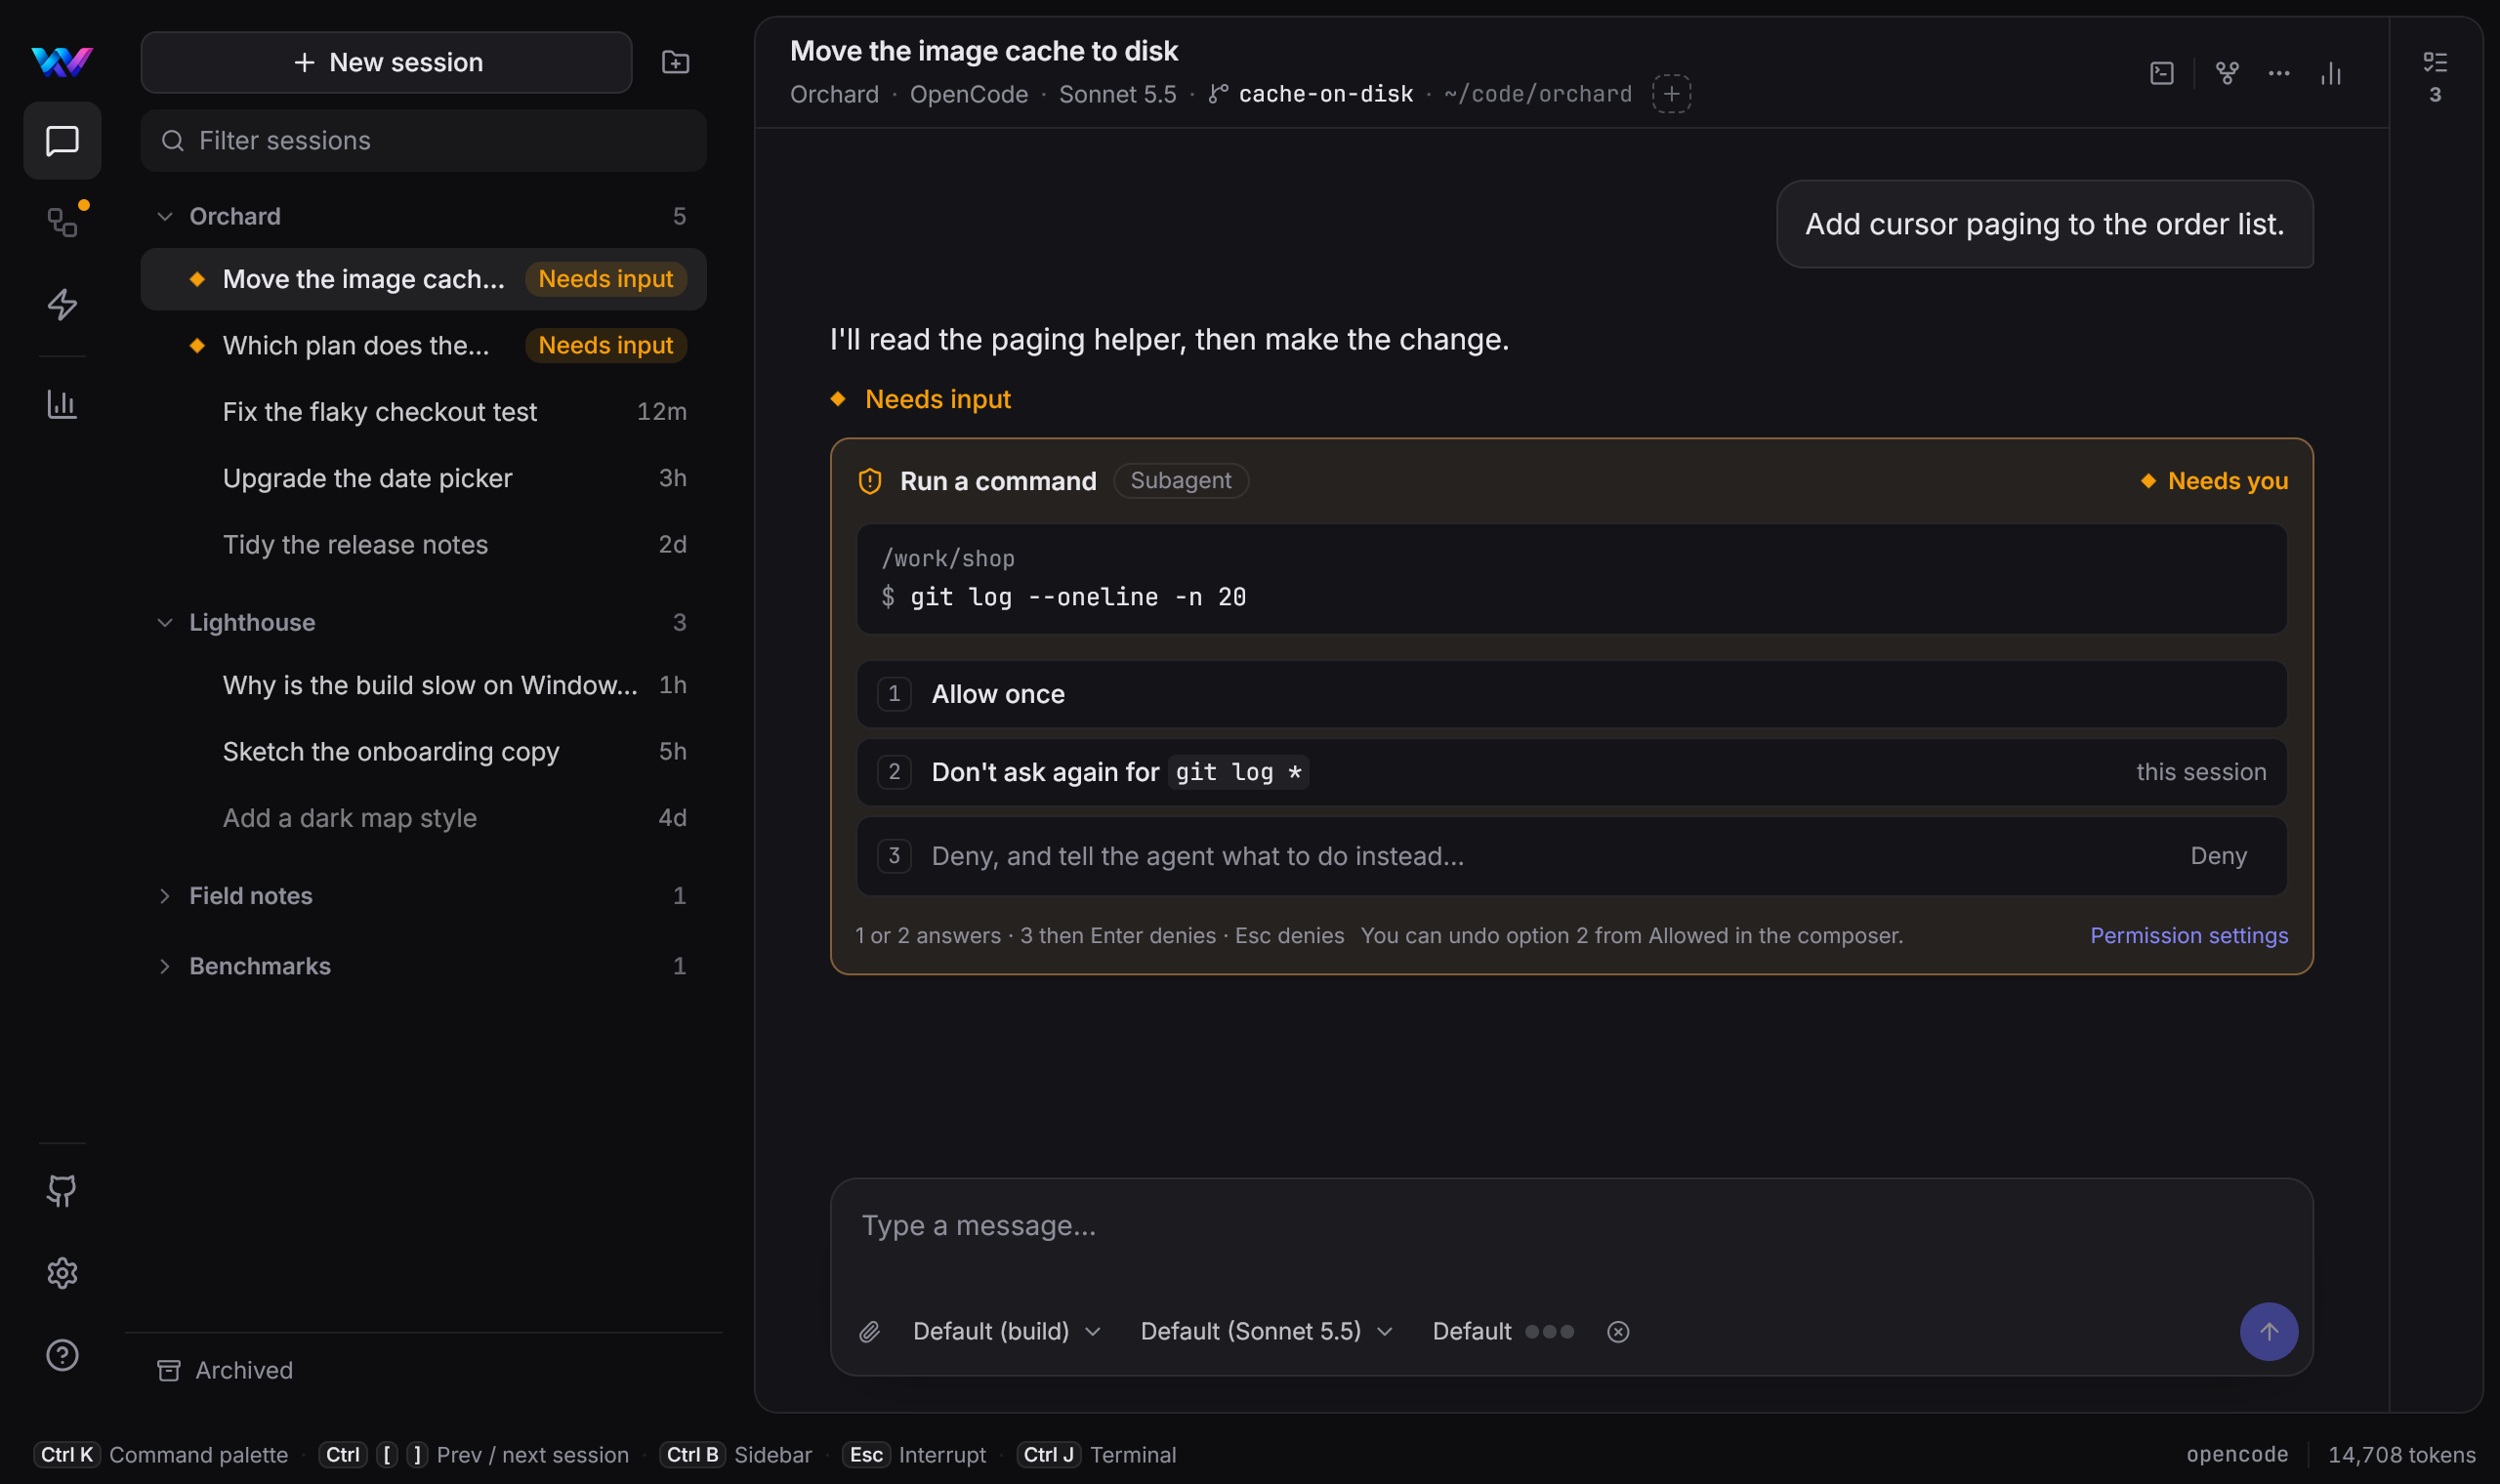 New session
Filter sessions
Orchard 5
Move the image cach... Needs input
Which plan does the... Needs input
Fix the flaky checkout test 12m
Upgrade the date picker 3h
Tidy the release notes 2d
Lighthouse 3
Why is the build slow on Window... 1h
Sketch the onboarding copy 5h
Add a dark map style 4d
Field notes 1
Benchmarks 1
Archived
Move the image cache to disk
Orchard · OpenCode · Sonnet 5.5 · cache-on-disk · ~/code/orchard
3
Add cursor paging to the order list.
I'll read the paging helper, then make the change.
Needs input
Run a command Subagent Needs you
/work/shop
$ git log --oneline -n 20
1 Allow once
2 Don't ask again for git log * this session
3 Deny, and tell the agent what to do instead... Deny
1 or 2 answers · 3 then Enter denies · Esc denies You can undo option 2 from Allowed in the composer. Permission settings
Type a message...
Default (build) Default (Sonnet 5.5) Default
Ctrl K Command palette · Ctrl [ ] Prev / next session · Ctrl B Sidebar · Esc Interrupt · Ctrl J Terminal opencode 14,708 tokens